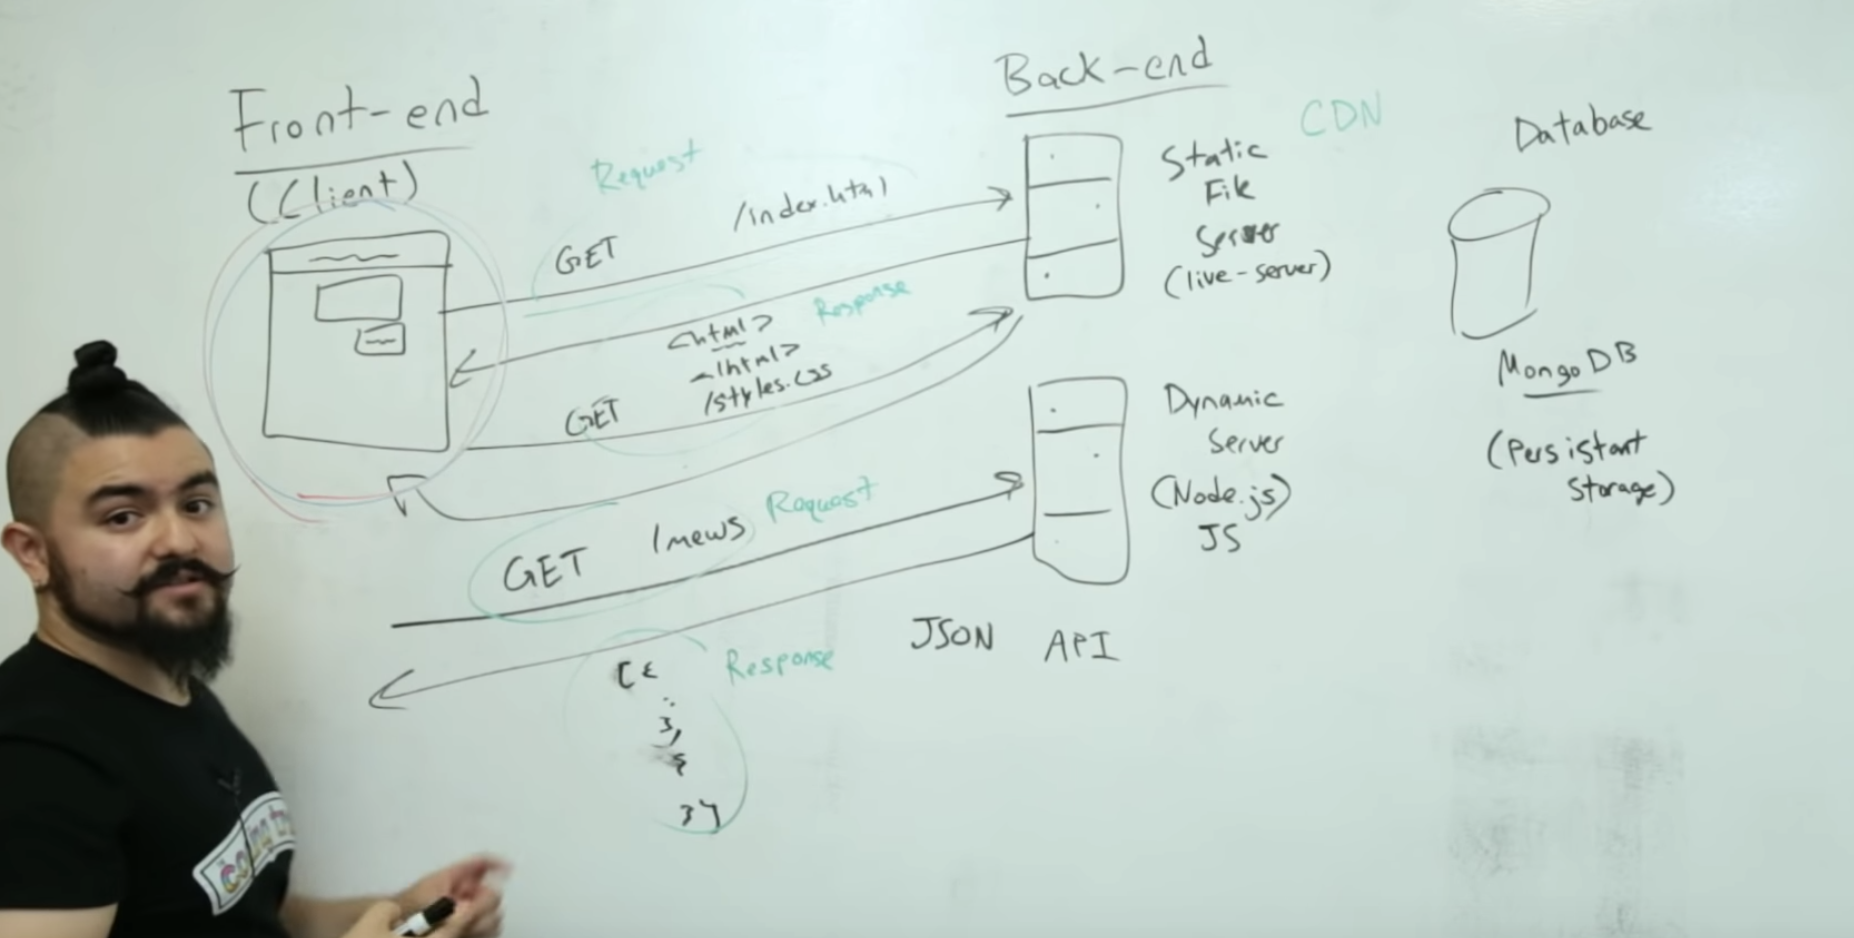 Front-end
(Client)
Request
GET /index.html
<html>
</html>
Response
GET /styles.css
GET /news
Request
Response
[{
:
},
{
}]
JSON API
Back-end
CDN
Static
File
Server
(live-server)
Dynamic
Server
(Node.js)
JS
Database
MongoDB
(Persistant
Storage)